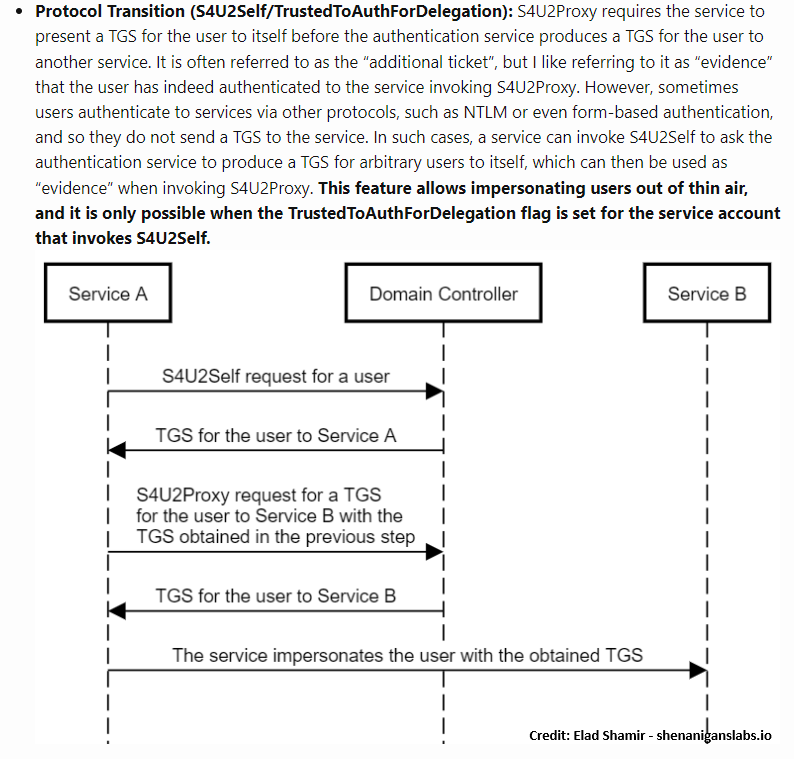 • Protocol Transition (S4U2Self/TrustedToAuthForDelegation): S4U2Proxy requires the service to
present a TGS for the user to itself before the authentication service produces a TGS for the user to
another service. It is often referred to as the “additional ticket”, but I like referring to it as “evidence”
that the user has indeed authenticated to the service invoking S4U2Proxy. However, sometimes
users authenticate to services via other protocols, such as NTLM or even form-based authentication,
and so they do not send a TGS to the service. In such cases, a service can invoke S4U2Self to ask the
authentication service to produce a TGS for arbitrary users to itself, which can then be used as
“evidence” when invoking S4U2Proxy. This feature allows impersonating users out of thin air,
and it is only possible when the TrustedToAuthForDelegation flag is set for the service account
that invokes S4U2Self.
Service A
Domain Controller
Service B
S4U2Self request for a user
TGS for the user to Service A
S4U2Proxy request for a TGS
for the user to Service B with the
TGS obtained in the previous step
TGS for the user to Service B
The service impersonates the user with the obtained TGS
Credit: Elad Shamir - shenaniganslabs.io